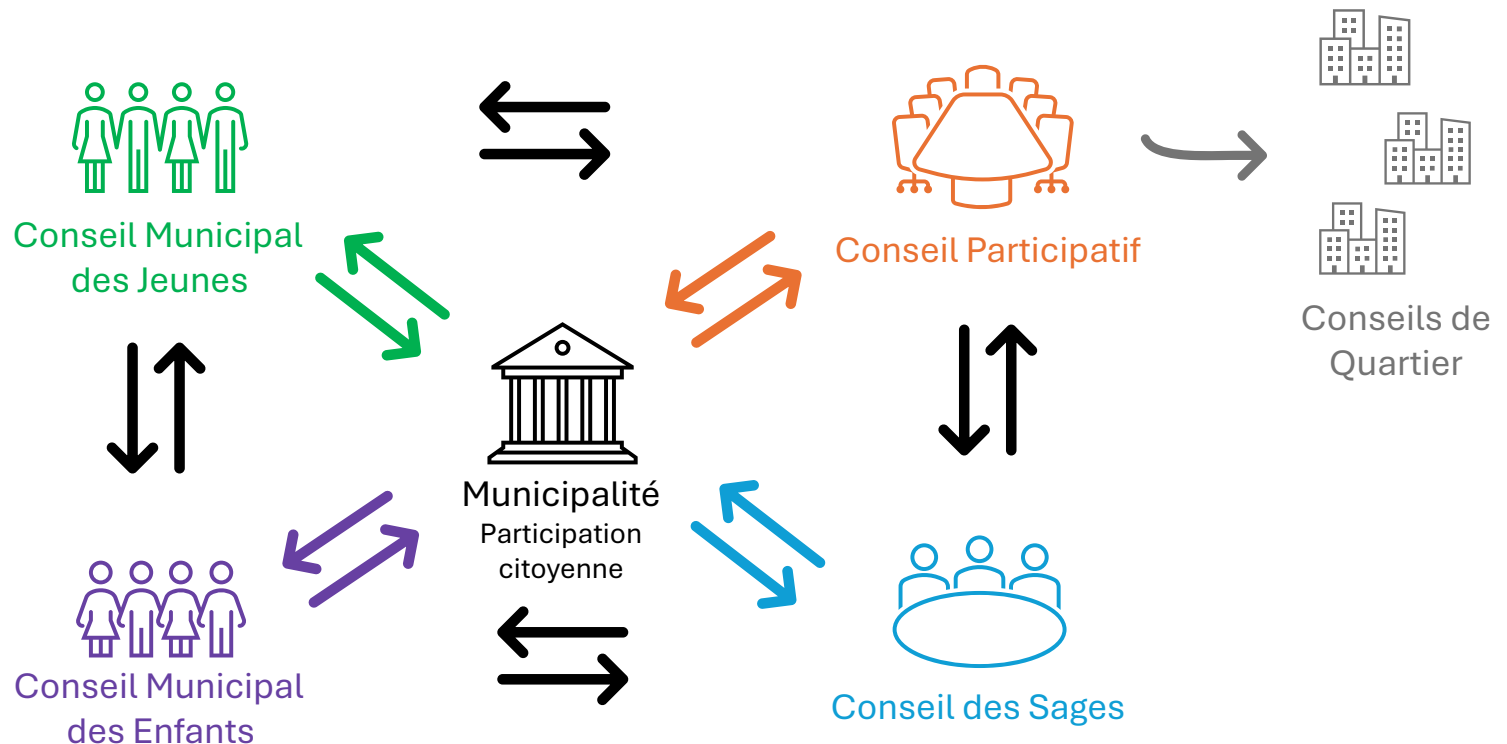 Conseil Municipal
des Jeunes
Conseil Participatif
Conseils de
Quartier
Municipalité
Participation
citoyenne
Conseil Municipal
des Enfants
Conseil des Sages